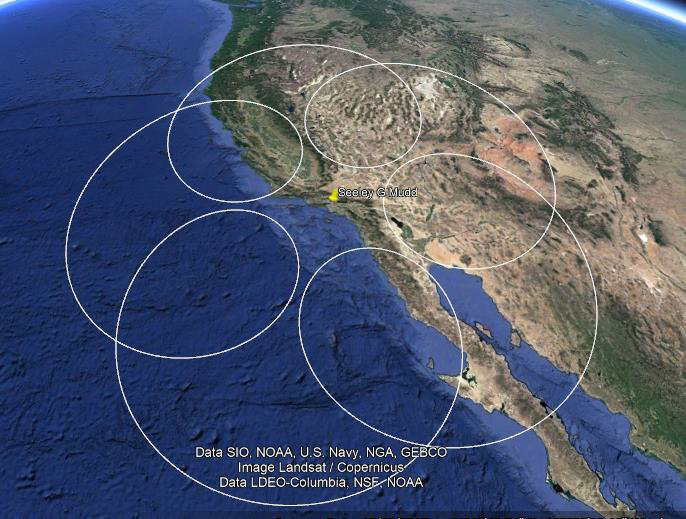 Seeley G Mudd
Data SIO, NOAA, U.S. Navy, NGA, GEBCO
Image Landsat / Copernicus
Data LDEO-Columbia, NSF, NOAA